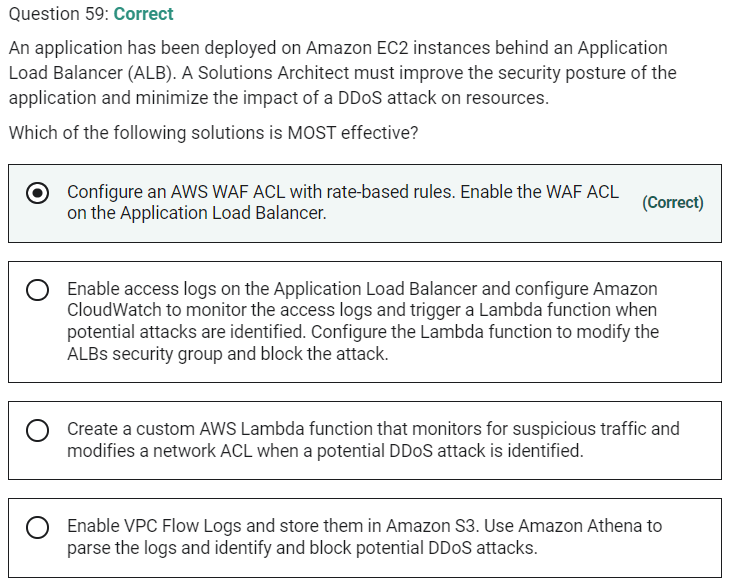 Question 59: Correct
An application has been deployed on Amazon EC2 instances behind an Application
Load Balancer (ALB). A Solutions Architect must improve the security posture of the
application and minimize the impact of a DDoS attack on resources.
Which of the following solutions is MOST effective?
Configure an AWS WAF ACL with rate-based rules. Enable the WAF ACL
on the Application Load Balancer.
(Correct)
Enable access logs on the Application Load Balancer and configure Amazon
CloudWatch to monitor the access logs and trigger a Lambda function when
potential attacks are identified. Configure the Lambda function to modify the
ALBs security group and block the attack.
Create a custom AWS Lambda function that monitors for suspicious traffic and
modifies a network ACL when a potential DDoS attack is identified.
Enable VPC Flow Logs and store them in Amazon S3. Use Amazon Athena to
parse the logs and identify and block potential DDoS attacks.